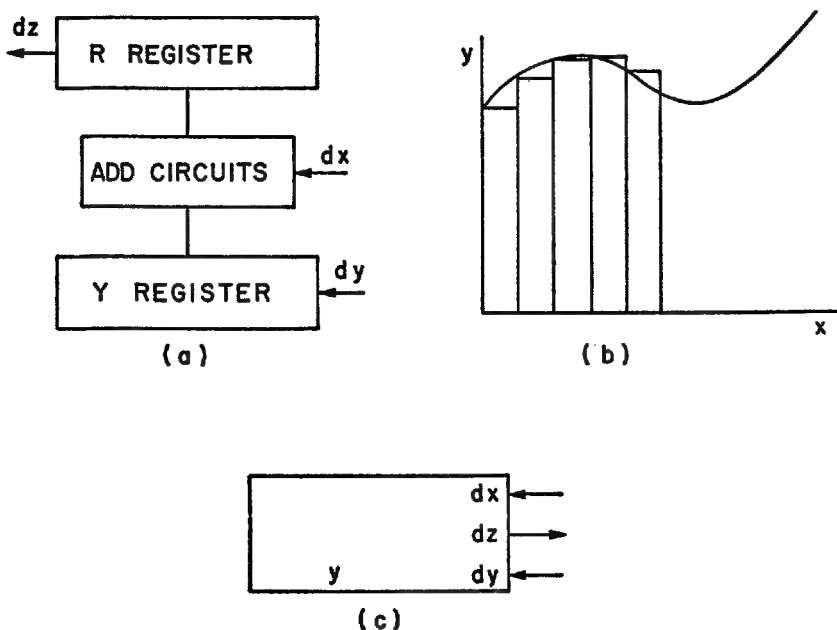 dz
R REGISTER
ADD CIRCUITS
dx
Y REGISTER
dy
(a)
y
x
(b)
dx
dz
y
dy
(c)